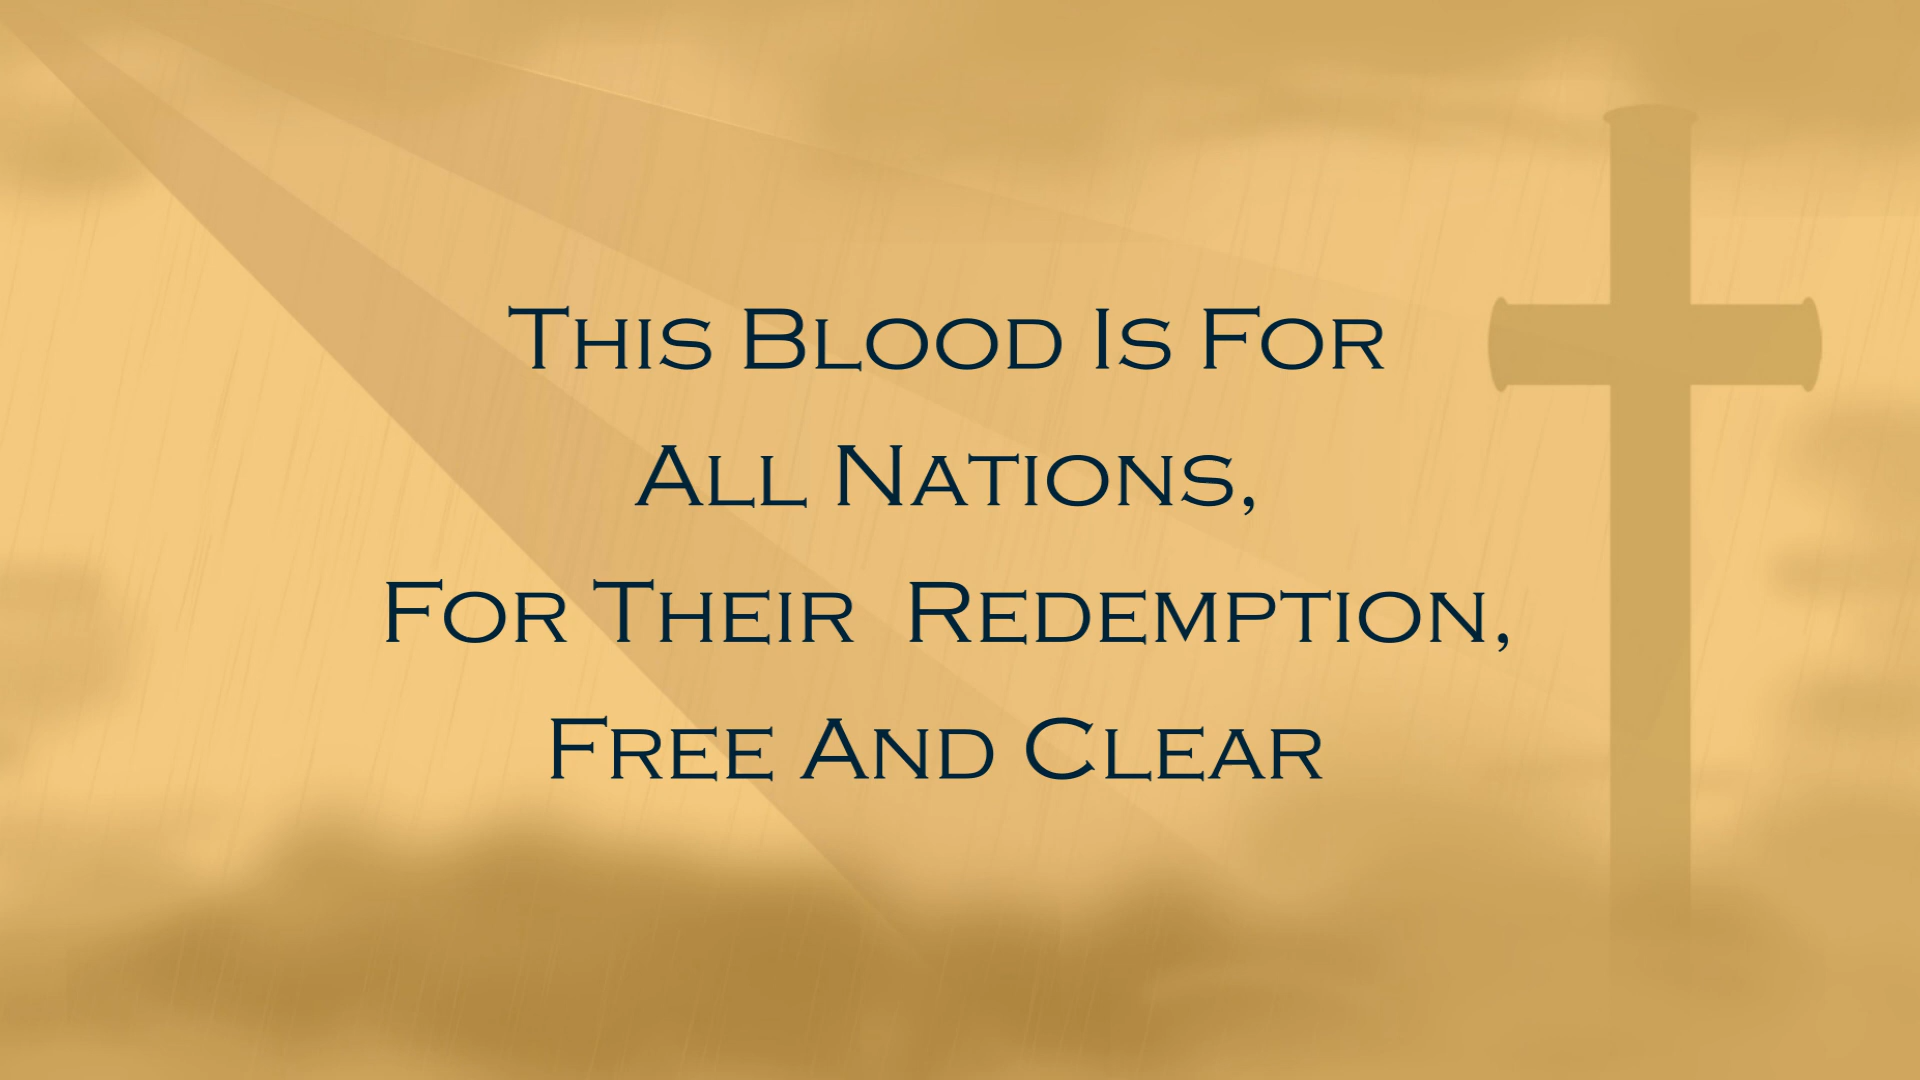 This Blood Is For
All Nations,
For Their  Redemption,
Free And Clear